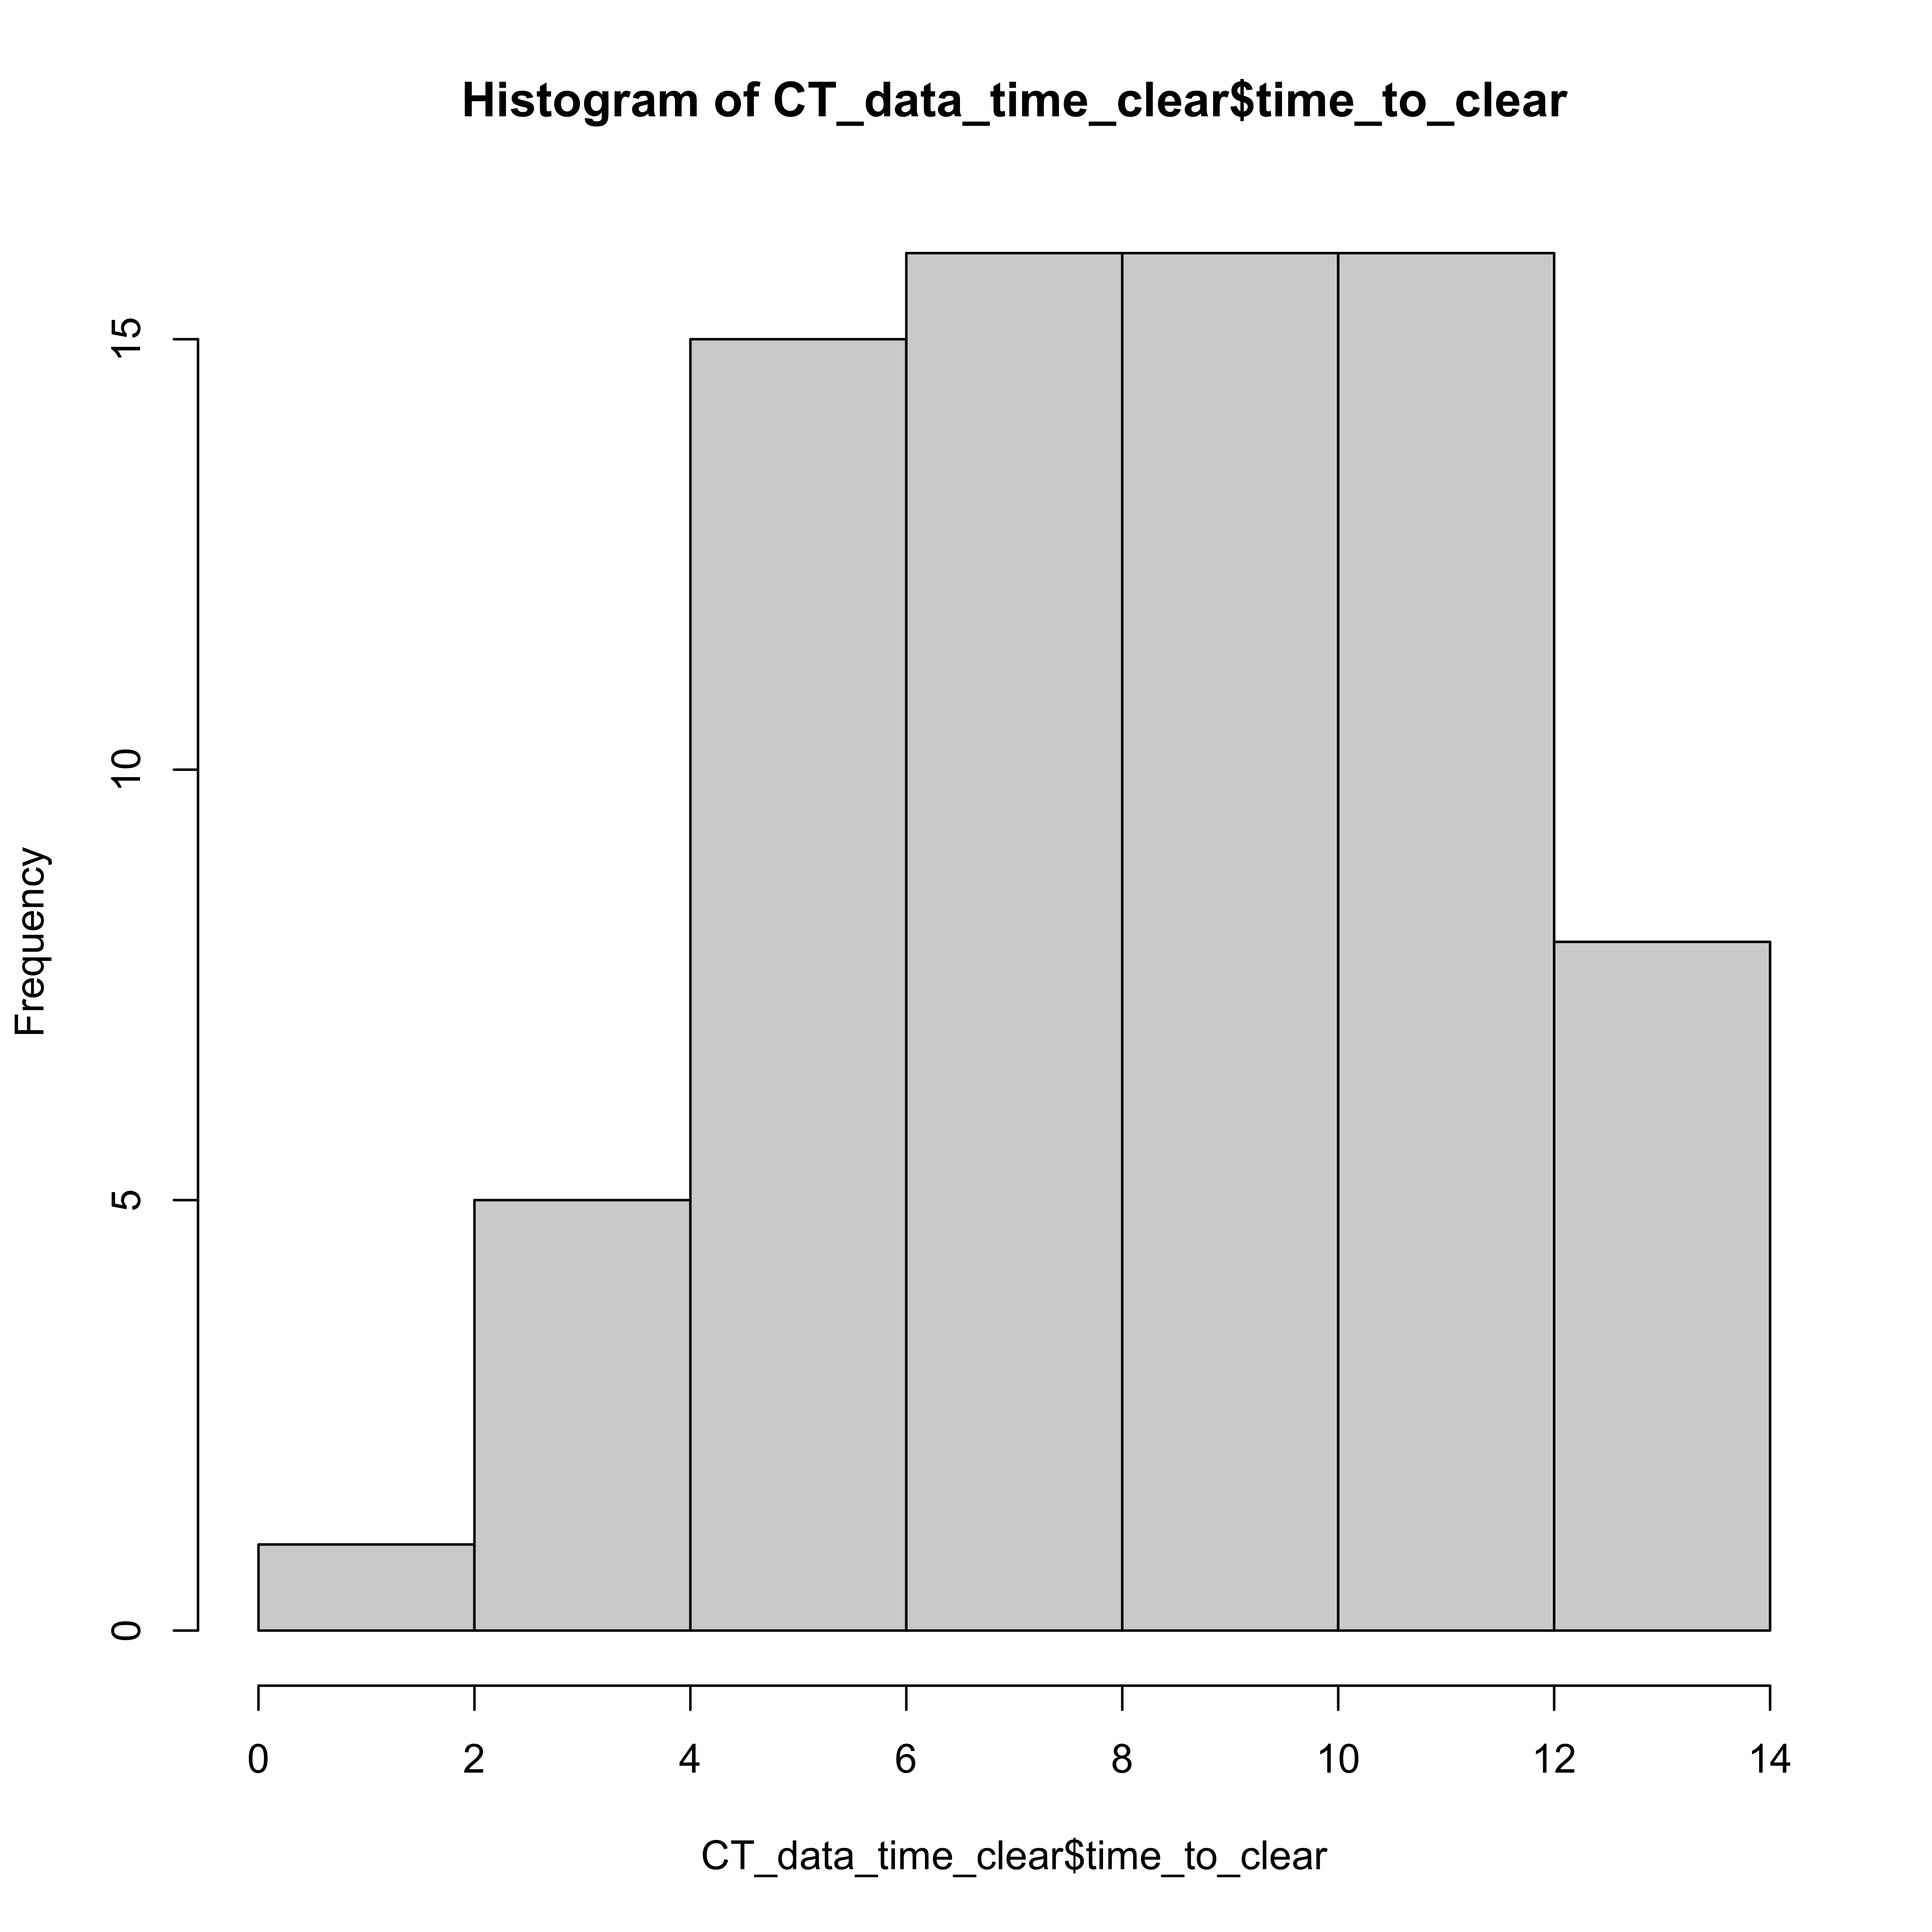 Histogram of CT_data_time_clear$time_to_clear
Frequency
15
10
5
0
0 2 4 6 8 10 12 14
CT_data_time_clear$time_to_clear